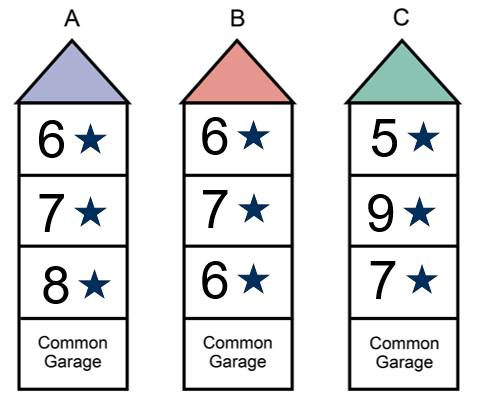 A B C
6★ 6★ 5★
7★ 7★ 9★
8★ 6★ 7★
Common Common Common
Garage Garage Garage